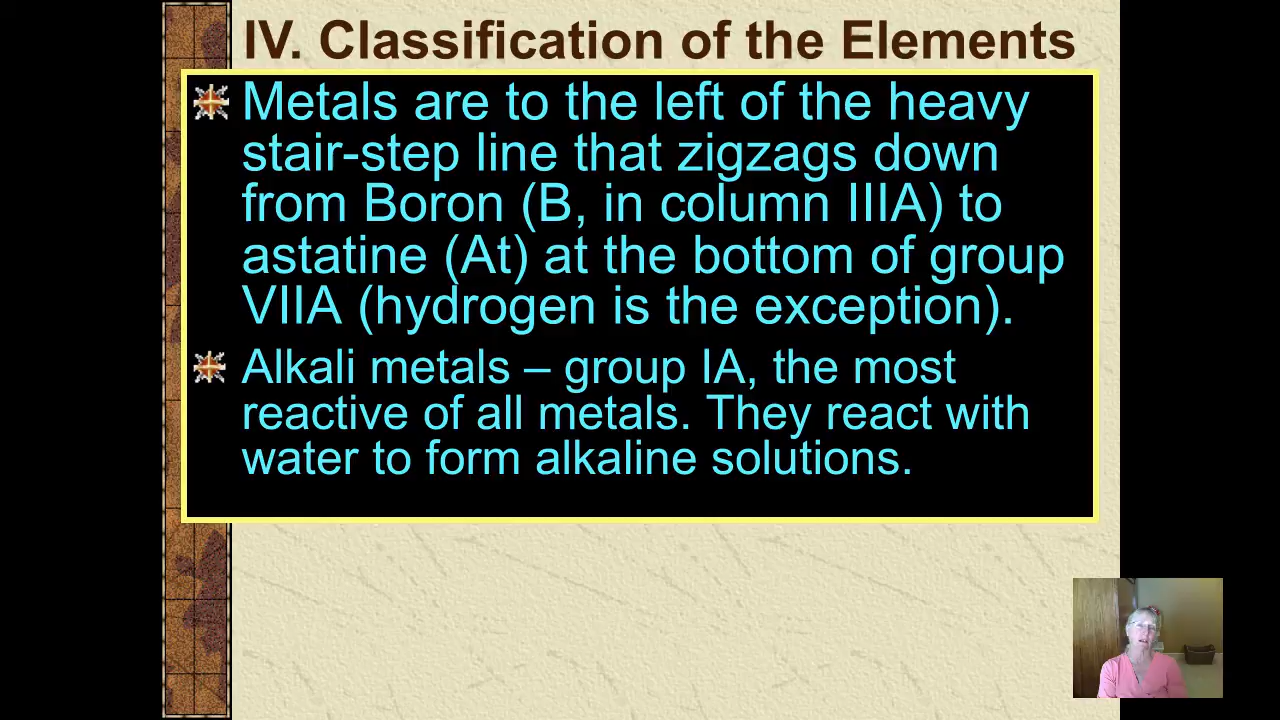 IV. Classification of the Elements
Metals are to the left of the heavy
stair-step line that zigzags down
from Boron (B, in column IIIA) to
astatine (At) at the bottom of group
VIIA (hydrogen is the exception).
Alkali metals – group IA, the most
reactive of all metals. They react with
water to form alkaline solutions.